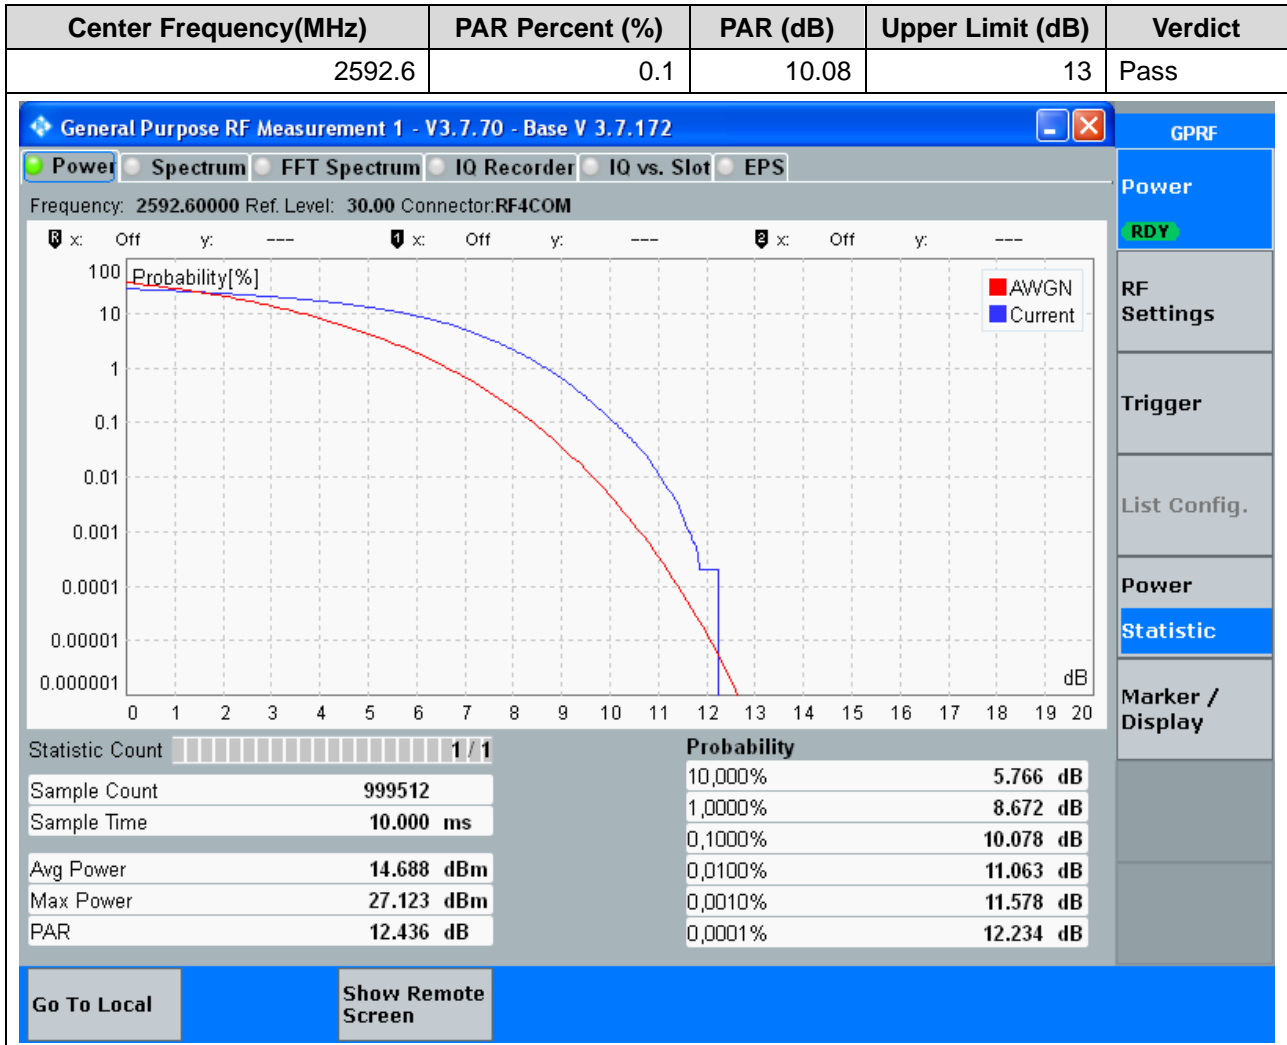 Center Frequency(MHz) PAR Percent (%) PAR (dB) Upper Limit (dB) Verdict
2592.6 0.1 10.08 13 Pass
General Purpose RF Measurement 1 - V3.7.70 - Base V 3.7.172
GPRF
Power Spectrum FFT Spectrum IQ Recorder IQ vs. Slot EPS
Frequency: 2592.60000 Ref. Level: 30.00 Connector:RF4COM
R x: Off y: --- 1 x: Off y: --- 2 x: Off y: ---
Probability[%]
100
10
1
0.1
0.01
0.001
0.0001
0.00001
0.000001
AWGN
Current
dB
0 1 2 3 4 5 6 7 8 9 10 11 12 13 14 15 16 17 18 19 20
Statistic Count 1 / 1
Sample Count 999512
Sample Time 10.000 ms
Avg Power 14.688 dBm
Max Power 27.123 dBm
PAR 12.436 dB
Probability
10,000% 5.766 dB
1,0000% 8.672 dB
0,1000% 10.078 dB
0,0100% 11.063 dB
0,0010% 11.578 dB
0,0001% 12.234 dB
Power
RDY
RF
Settings
Trigger
List Config.
Power
Statistic
Marker /
Display
Go To Local
Show Remote
Screen